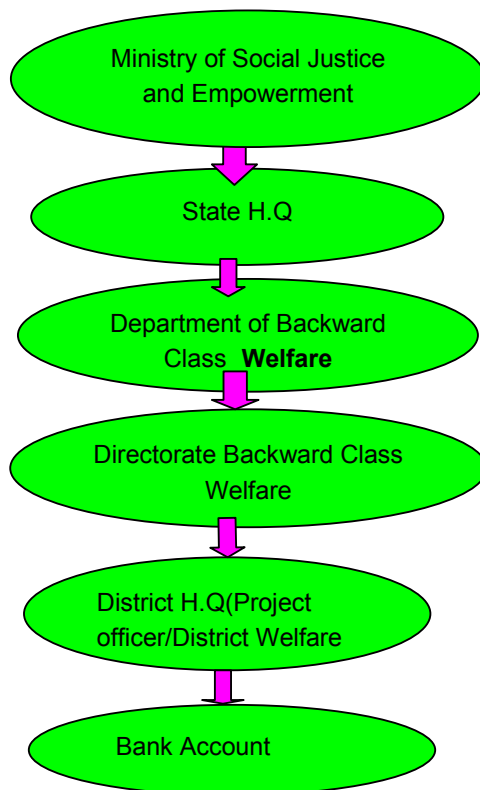 Ministry of Social Justice
and Empowerment
State H.Q
Department of Backward
Class Welfare
Directorate Backward Class
Welfare
District H.Q(Project
officer/District Welfare
Bank Account